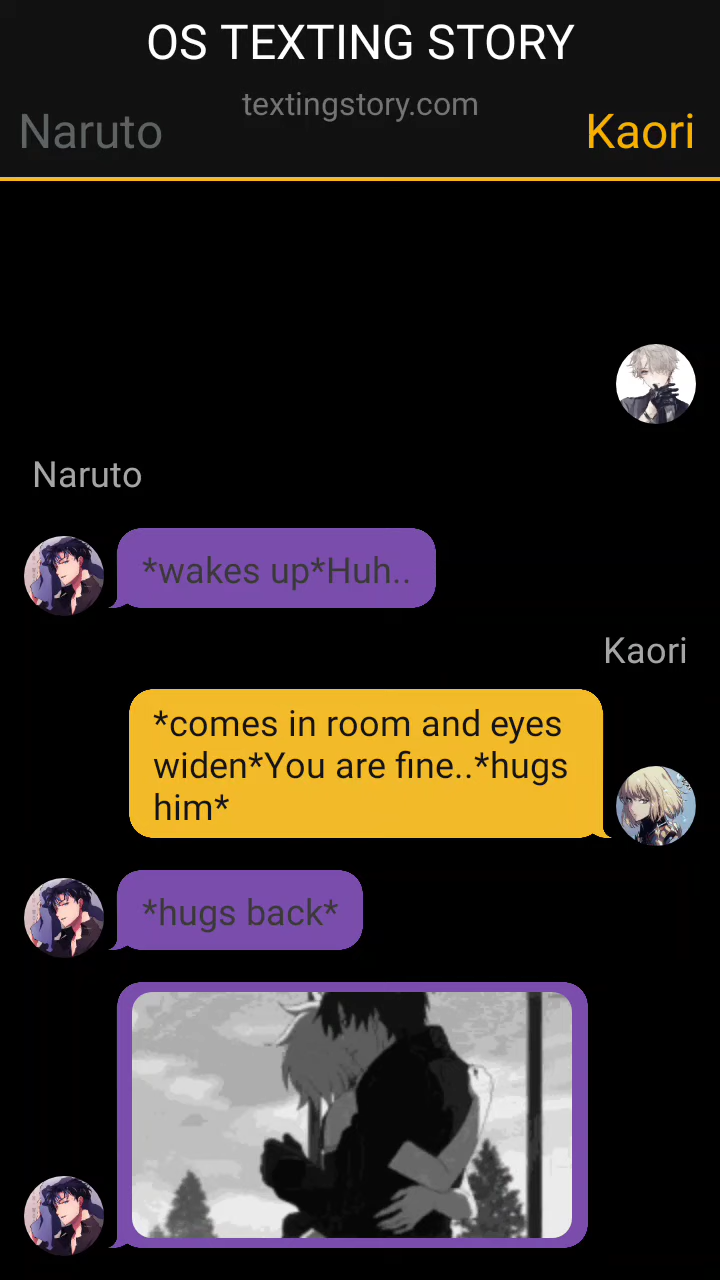 OS TEXTING STORY
textingstory.com
Naruto
Kaori
Naruto
*wakes up*Huh..
Kaori
*comes in room and eyes
widen*You are fine..*hugs
him*
*hugs back*